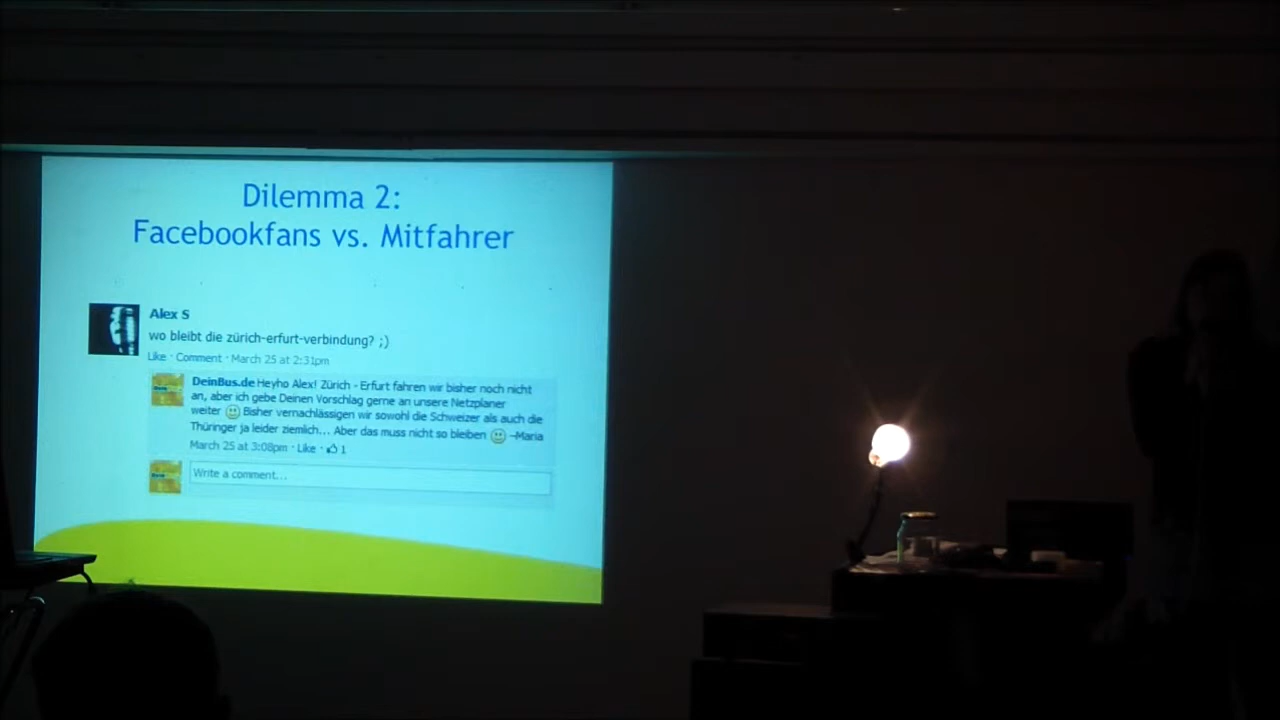 Dilemma 2:
Facebookfans vs. Mitfahrer
Alex S
wo bleibt die zürich-erfurt-verbindung? ;)
Like · Comment · March 25 at 2:31pm
DeinBus.de Heyho Alex! Zürich - Erfurt fahren wir bisher noch nicht
an, aber ich gebe Deinen Vorschlag gerne an unsere Netzplaner
weiter 🙂 Bisher vernachlässigen wir sowohl die Schweizer als auch die
Thüringer ja leider ziemlich... Aber das muss nicht so bleiben 🙂 ~Maria
March 25 at 3:08pm · Like · 1
Write a comment...